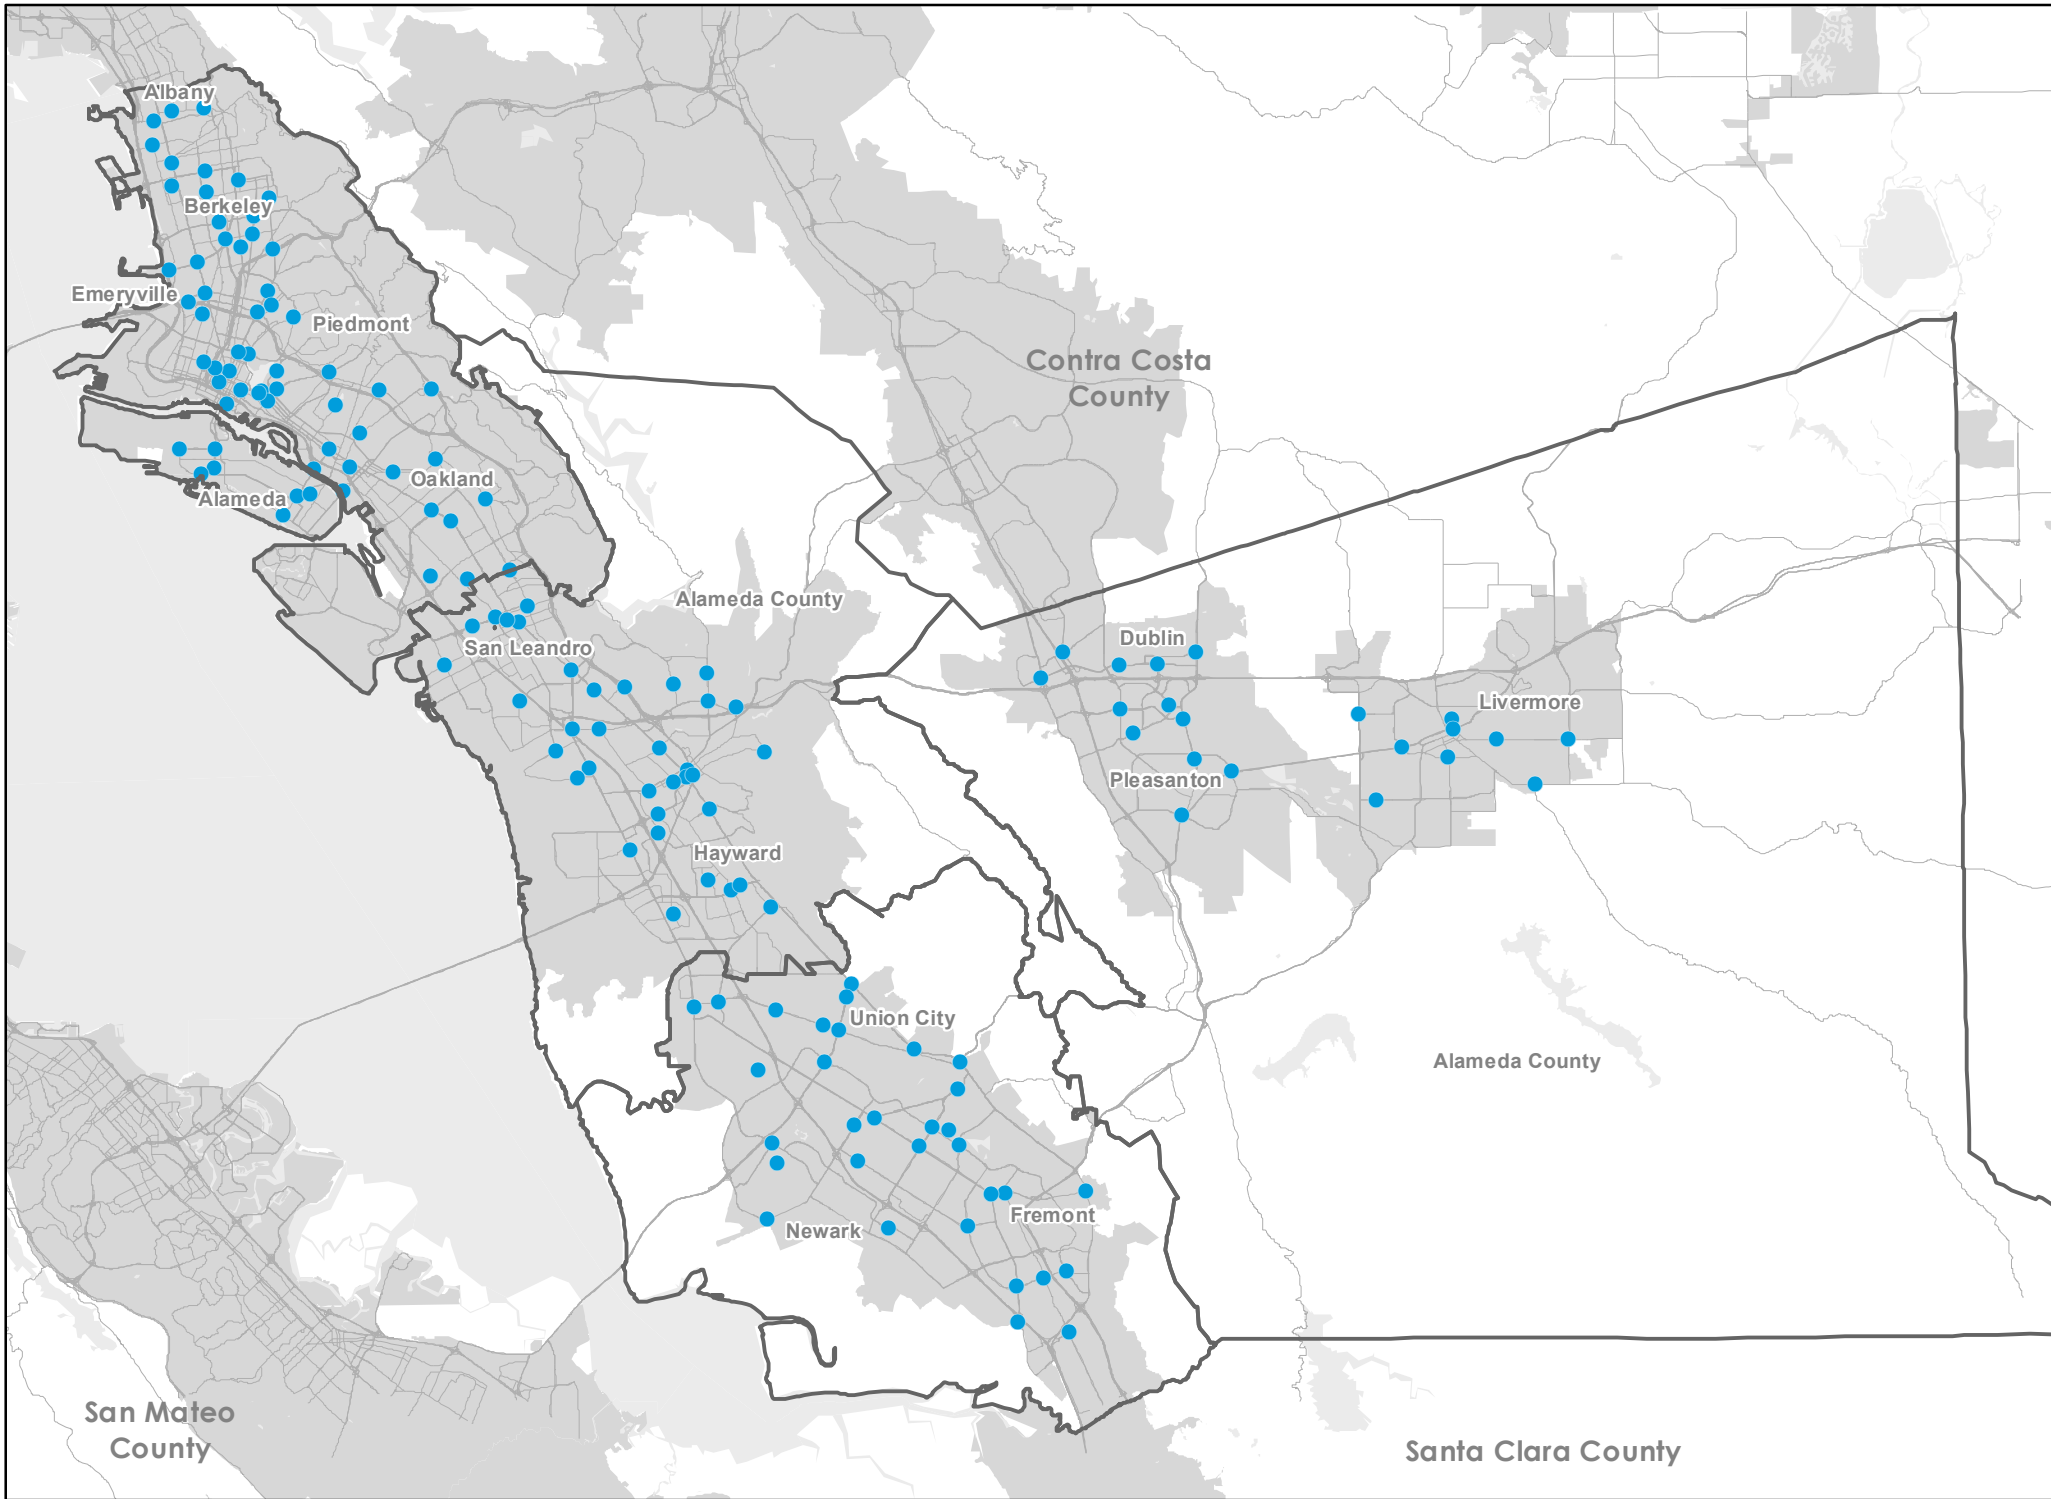 Albany
Berkeley
Emeryville
Piedmont
Contra Costa
County
Oakland
Alameda
Alameda County
San Leandro
Dublin
Livermore
Pleasanton
Hayward
Union City
Alameda County
Fremont
Newark
San Mateo
County
Santa Clara County